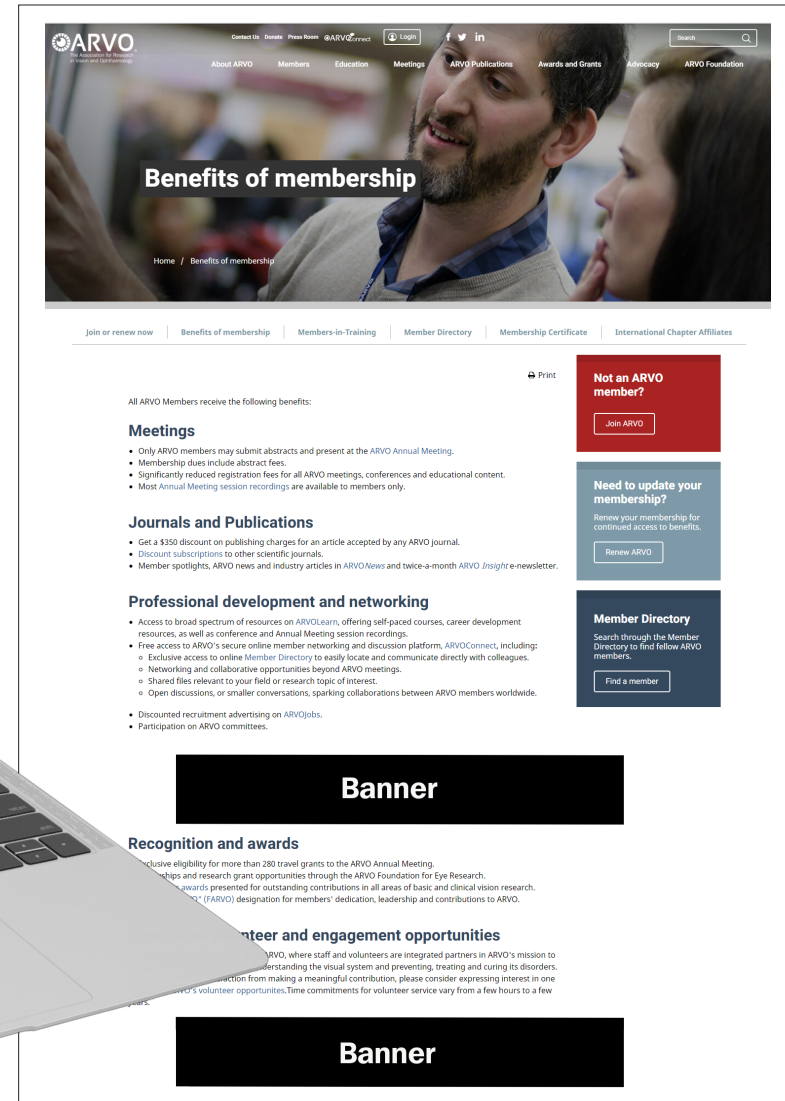 ARVO
The Association for Research
in Vision and Ophthalmology
Contact Us Donate Press Room ARVOConnect Login f in
Search
About ARVO Members Education Meetings ARVO Publications Awards and Grants Advocacy ARVO Foundation
Benefits of membership
Home / Benefits of membership
Join or renew now Benefits of membership Members-in-Training Member Directory Membership Certificate International Chapter Affiliates
Print
All ARVO Members receive the following benefits:
Meetings
• Only ARVO members may submit abstracts and present at the ARVO Annual Meeting.
• Membership dues include abstract fees.
• Significantly reduced registration fees for all ARVO meetings, conferences and educational content.
• Most Annual Meeting session recordings are available to members only.
Journals and Publications
• Get a $350 discount on publishing charges for an article accepted by any ARVO journal.
• Discount subscriptions to other scientific journals.
• Member spotlights, ARVO news and industry articles in ARVONews and twice-a-month ARVO Insight e-newsletter.
Professional development and networking
• Access to broad spectrum of resources on ARVOLearn, offering self-paced courses, career development
resources, as well as conference and Annual Meeting session recordings.
• Free access to ARVO's secure online member networking and discussion platform, ARVOConnect, including:
Exclusive access to online Member Directory to easily locate and communicate directly with colleagues.
Networking and collaborative opportunities beyond ARVO meetings.
Shared files relevant to your field or research topic of interest.
Open discussions, or smaller conversations, sparking collaborations between ARVO members worldwide.
• Discounted recruitment advertising on ARVOJobs.
• Participation on ARVO committees.
Not an ARVO
member?
Join ARVO
Need to update your
membership?
Renew your membership for
continued access to benefits.
Renew ARVO
Member Directory
Search through the Member
Directory to find fellow ARVO
members.
Find a member
Banner
Recognition and awards
eligibility for more than 280 travel grants to the ARVO Annual Meeting.
and research grant opportunities through the ARVO Foundation for Eye Research.
awards presented for outstanding contributions in all areas of basic and clinical vision research.
(FARVO) designation for members' dedication, leadership and contributions to ARVO.
and engagement opportunities
ARVO, where staff and volunteers are integrated partners in ARVO's mission to
the visual system and preventing, treating and curing its disorders.
from making a meaningful contribution, please consider expressing interest in one
volunteer opportunites.Time commitments for volunteer service vary from a few hours to a few
Banner